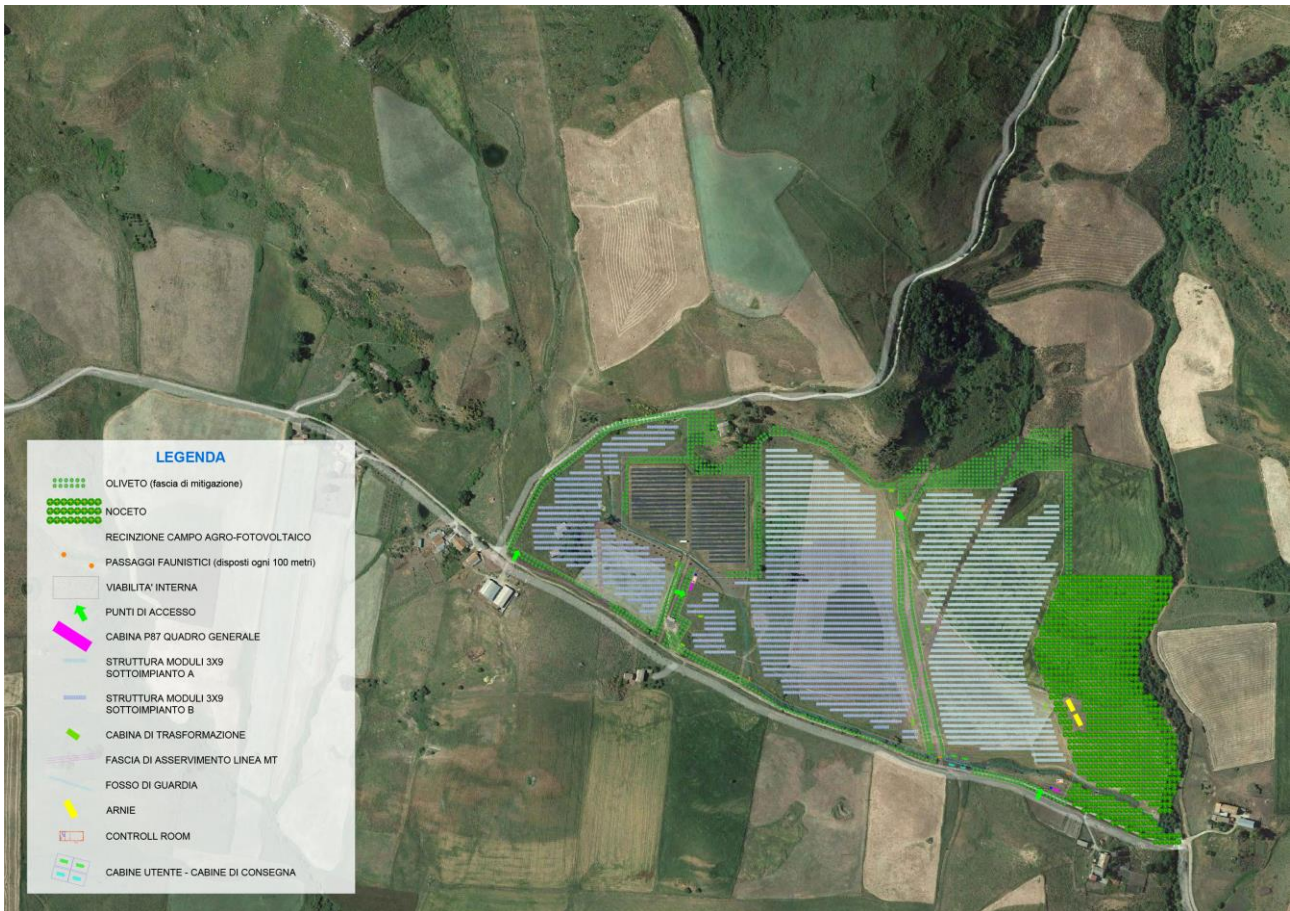 LEGENDA
OLIVETO (fascia di mitigazione)
NOCETO
RECINZIONE CAMPO AGRO-FOTOVOLTAICO
PASSAGGI FAUNISTICI (disposti ogni 100 metri)
VIABILITA' INTERNA
PUNTI DI ACCESSO
CABINA P87 QUADRO GENERALE
STRUTTURA MODULI 3X9
SOTTOIMPIANTO A
STRUTTURA MODULI 3X9
SOTTOIMPIANTO B
CABINA DI TRASFORMAZIONE
FASCIA DI ASSERVIMENTO LINEA MT
FOSSO DI GUARDIA
ARNIE
CONTROLL ROOM
CABINE UTENTE - CABINE DI CONSEGNA